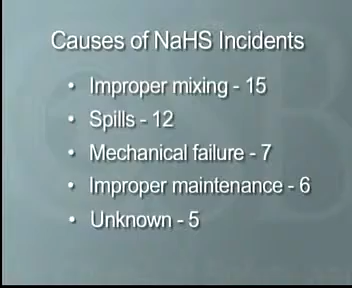 Causes of NaHS Incidents
• Improper mixing - 15
• Spills - 12
• Mechanical failure - 7
• Improper maintenance - 6
• Unknown - 5